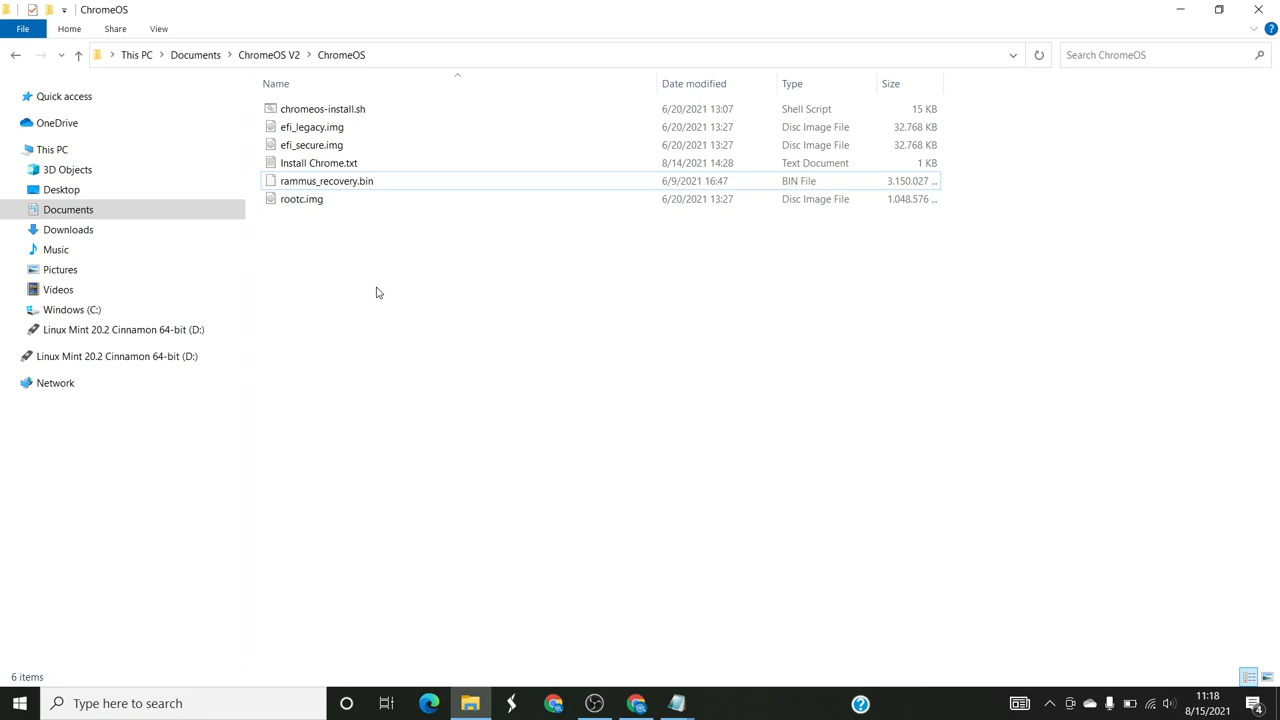 ChromeOS
File Home Share View
This PC Documents ChromeOS V2 ChromeOS
Search ChromeOS
Name Date modified Type Size
Quick access
OneDrive
This PC
3D Objects
Desktop
Documents
Downloads
Music
Pictures
Videos
Windows (C:)
Linux Mint 20.2 Cinnamon 64-bit (D:)
Linux Mint 20.2 Cinnamon 64-bit (D:)
Network
chromeos-install.sh 6/20/2021 13:07 Shell Script 15 KB
efi_legacy.img 6/20/2021 13:27 Disc Image File 32.768 KB
efi_secure.img 6/20/2021 13:27 Disc Image File 32.768 KB
Install Chrome.txt 8/14/2021 14:28 Text Document 1 KB
rammus_recovery.bin 6/9/2021 16:47 BIN File 3.150.027 ...
rootc.img 6/20/2021 13:27 Disc Image File 1.048.576 ...
6 items
Type here to search
11:18
8/15/2021
4